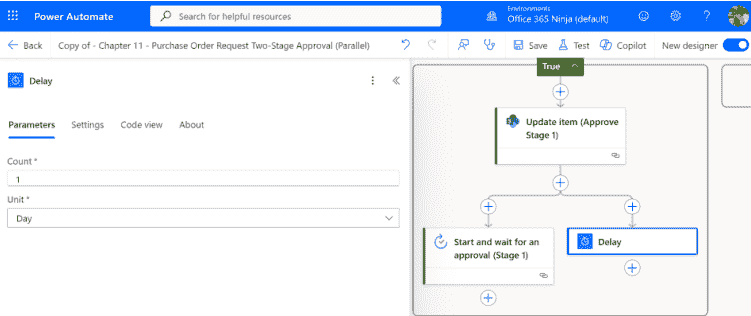 Power Automate
Search for helpful resources
Environments
Office 365 Ninja (default)
Back
Copy of - Chapter 11 - Purchase Order Request Two-Stage Approval (Parallel)
Save
Test
Copilot
New designer
Delay
Parameters
Settings
Code view
About
Count *
1
Unit *
Day
True
Update item (Approve
Stage 1)
Start and wait for an
approval (Stage 1)
Delay